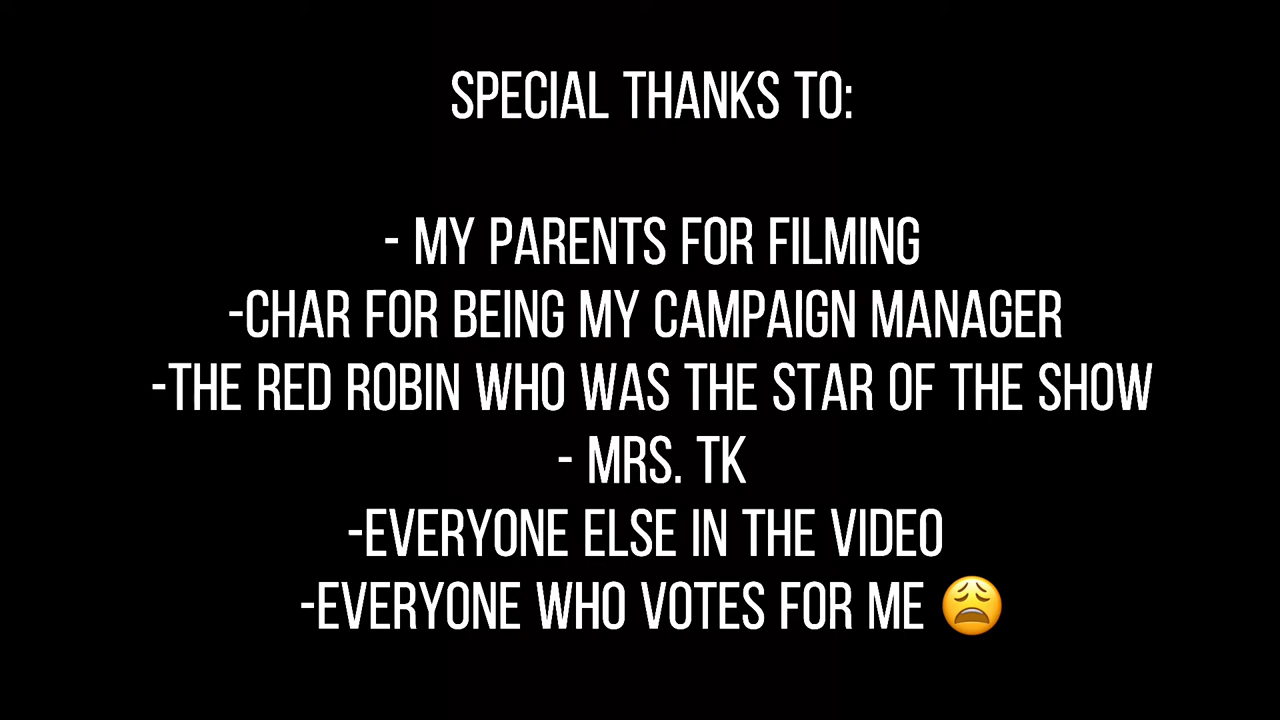 SPECIAL THANKS TO:
- MY PARENTS FOR FILMING
-CHAR FOR BEING MY CAMPAIGN MANAGER
-THE RED ROBIN WHO WAS THE STAR OF THE SHOW
- MRS. TK
-EVERYONE ELSE IN THE VIDEO
-EVERYONE WHO VOTES FOR ME 😩